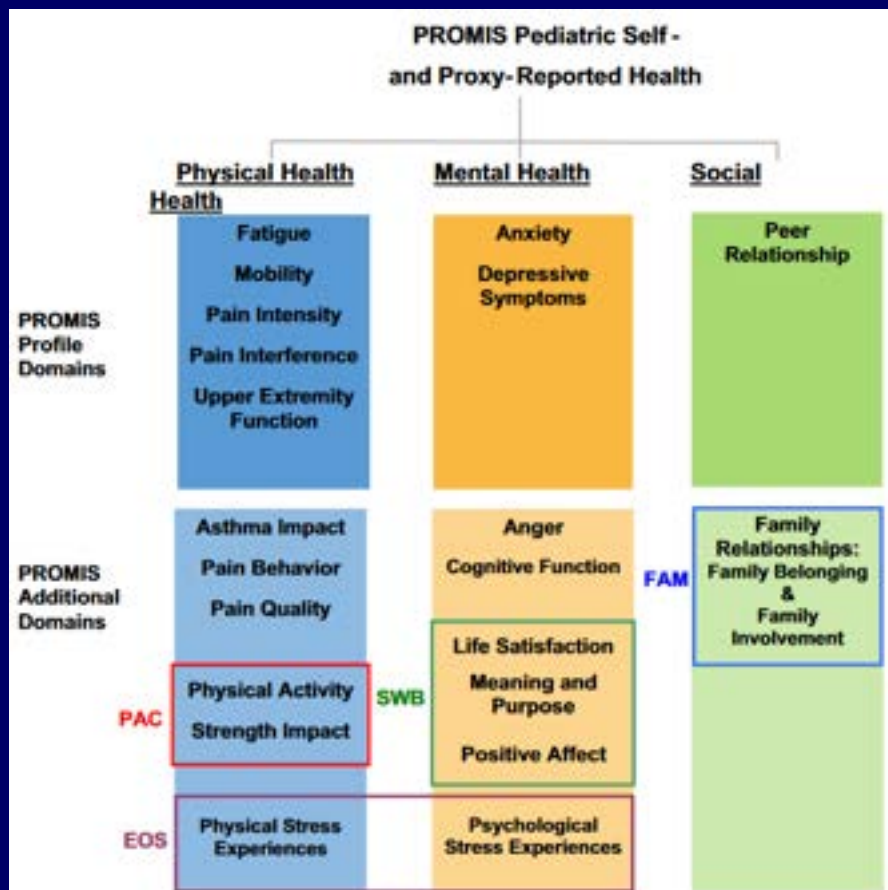 PROMIS Pediatric Self -
and Proxy-Reported Health
Physical Health
Health
Mental Health
Social
PROMIS
Profile
Domains
Fatigue
Mobility
Pain Intensity
Pain Interference
Upper Extremity
Function
Anxiety
Depressive
Symptoms
Peer
Relationship
PROMIS
Additional
Domains
Asthma Impact
Pain Behavior
Pain Quality
PAC
Physical Activity
Strength Impact
Anger
Cognitive Function
SWB
Life Satisfaction
Meaning and
Purpose
Positive Affect
FAM
Family
Relationships:
Family Belonging
&
Family
Involvement
EOS
Physical Stress
Experiences
Psychological
Stress Experiences